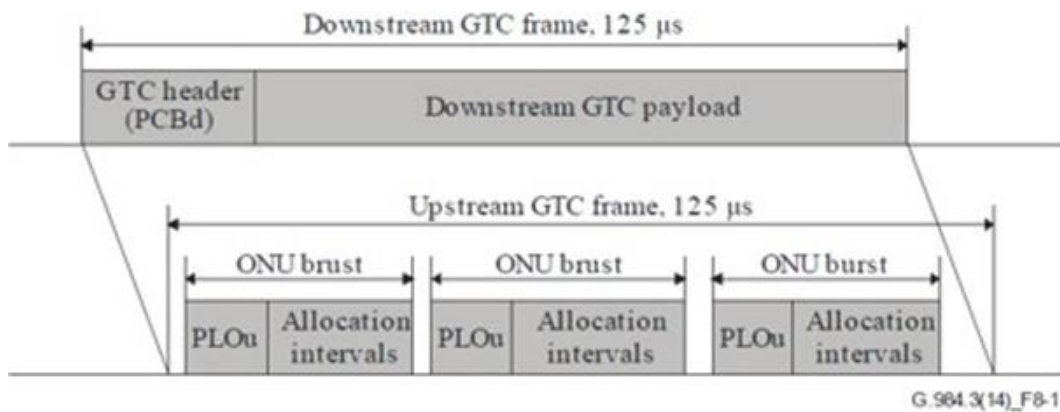 Downstream GTC frame, 125 µs
GTC header
(PCBd)
Downstream GTC payload
Upstream GTC frame, 125 µs
ONU brust
ONU brust
ONU burst
PLOu
Allocation
intervals
PLOu
Allocation
intervals
PLOu
Allocation
intervals
G.984.3(14)_F8-1